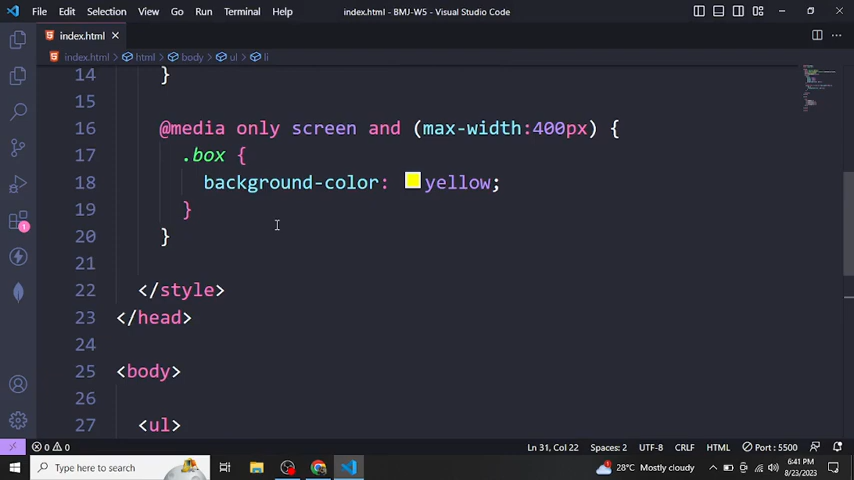 File Edit Selection View Go Run Terminal Help
index.html - BMJ-W5 - Visual Studio Code
index.html
index.html > html > body > ul > li
14 }
15
16 @media only screen and (max-width:400px) {
17 .box {
18 background-color: yellow;
19 }
20 }
21
22 </style>
23 </head>
24
25 <body>
26
27 <ul>
1
0 0
Ln 31, Col 22 Spaces: 2 UTF-8 CRLF HTML Port : 5500
Type here to search
28°C Mostly cloudy
6:41 PM
8/23/2023